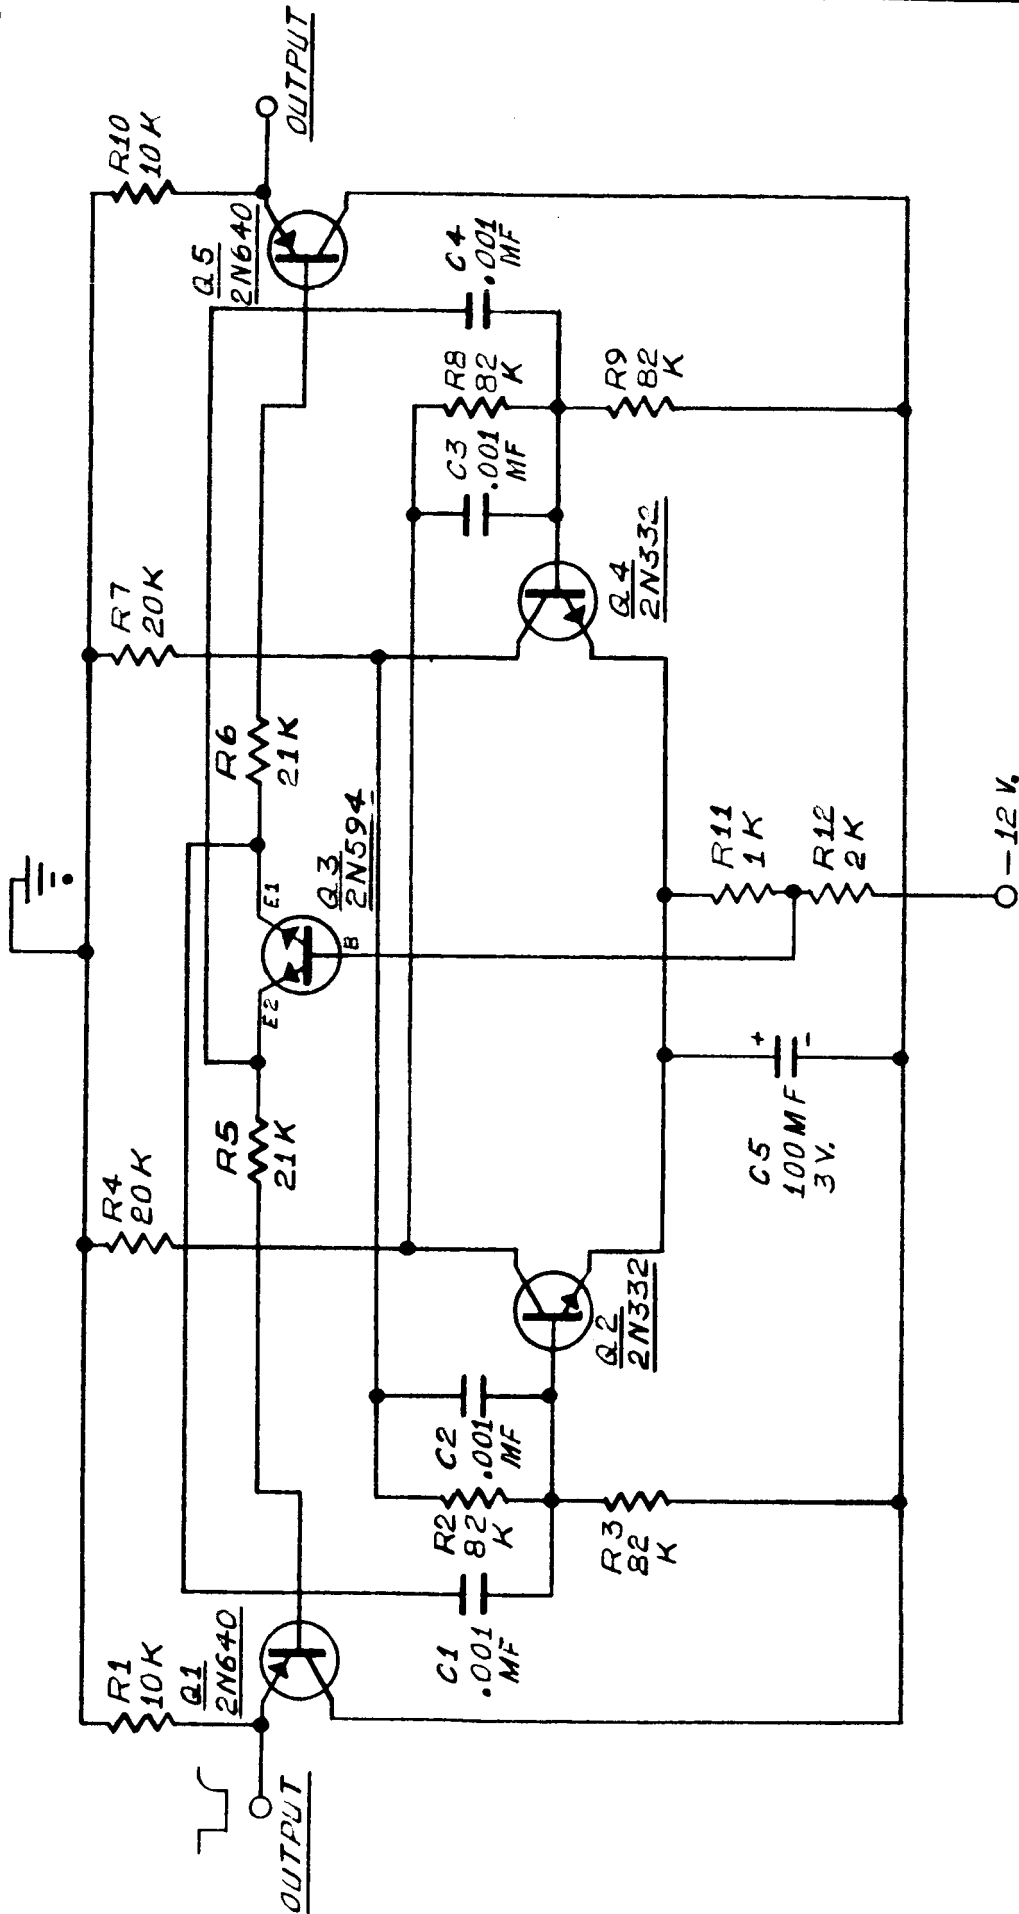 OUTPUT
R1
10K
Q1
2N640
C1
.001
MF
R2
82
K
C2
.001
MF
R3
82
K
Q2
2N332
R4
20K
R5
21K
C5
100MF
3V.
+
-
E2
E1
B
Q3
2N594
R6
21K
R11
1K
R12
2K
-12V.
R7
20K
Q4
2N332
C3
.001
MF
R8
82
K
R9
82
K
C4
.001
MF
Q5
2N640
R10
10K
OUTPUT